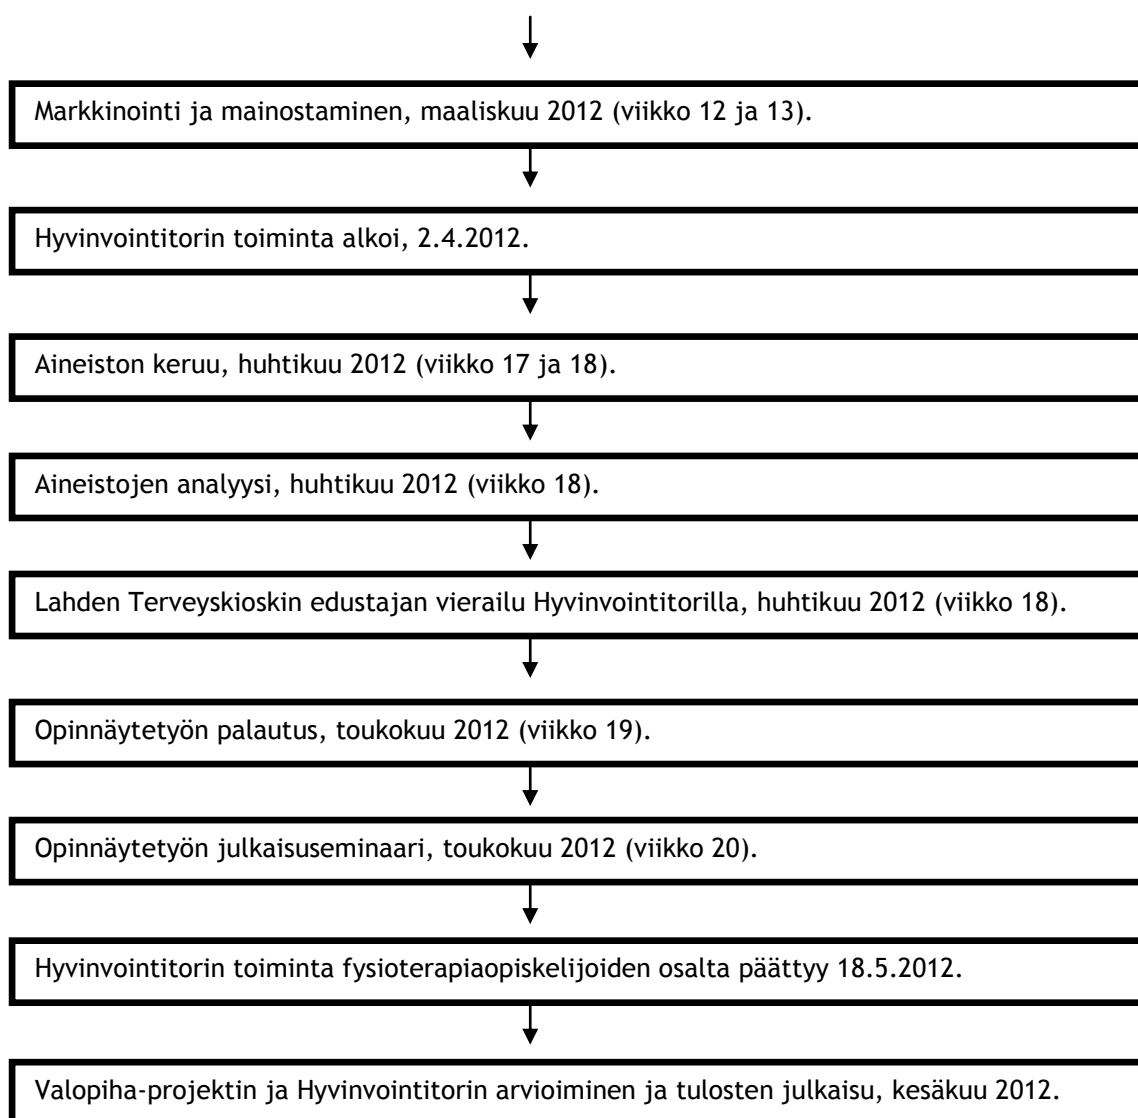 Markkinointi ja mainostaminen, maaliskuu 2012 (viikko 12 ja 13).
Hyvinvointitorin toiminta alkoi, 2.4.2012.
Aineiston keruu, huhtikuu 2012 (viikko 17 ja 18).
Aineistojen analyysi, huhtikuu 2012 (viikko 18).
Lahden Terveyskioskin edustajan vierailu Hyvinvointitorilla, huhtikuu 2012 (viikko 18).
Opinnäytetyön palautus, toukokuu 2012 (viikko 19).
Opinnäytetyön julkaisuseminaari, toukokuu 2012 (viikko 20).
Hyvinvointitorin toiminta fysioterapiaopiskelijoiden osalta päättyy 18.5.2012.
Valopiha-projektin ja Hyvinvointitorin arvioiminen ja tulosten julkaisu, kesäkuu 2012.